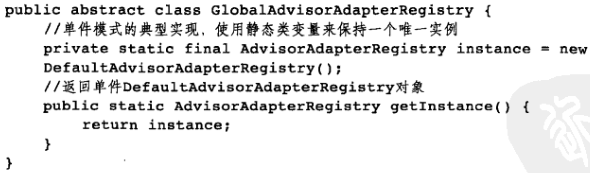 public abstract class GlobalAdvisorAdapterRegistry {
//单件模式的典型实现，使用静态类变量来保持一个唯一实例
private static final AdvisorAdapterRegistry instance = new
DefaultAdvisorAdapterRegistry();
//返回单件DefaultAdvisorAdapterRegistry对象
public static AdvisorAdapterRegistry getInstance() {
return instance;
}
}